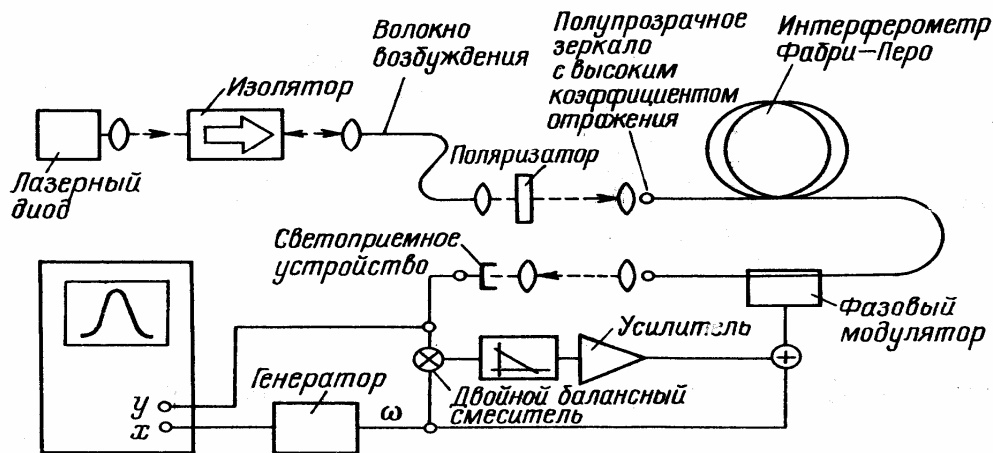 Волокно
возбуждения
Полупрозрачное
зеркало
с высоким
коэффициентом
отражения
Интерферометр
Фабри—Перо
Изолятор
Лазерный
диод
Поляризатор
Светоприемное
устройство
Фазовый
модулятор
Усилитель
Генератор
ω
Двойной балансный
смеситель
y
x